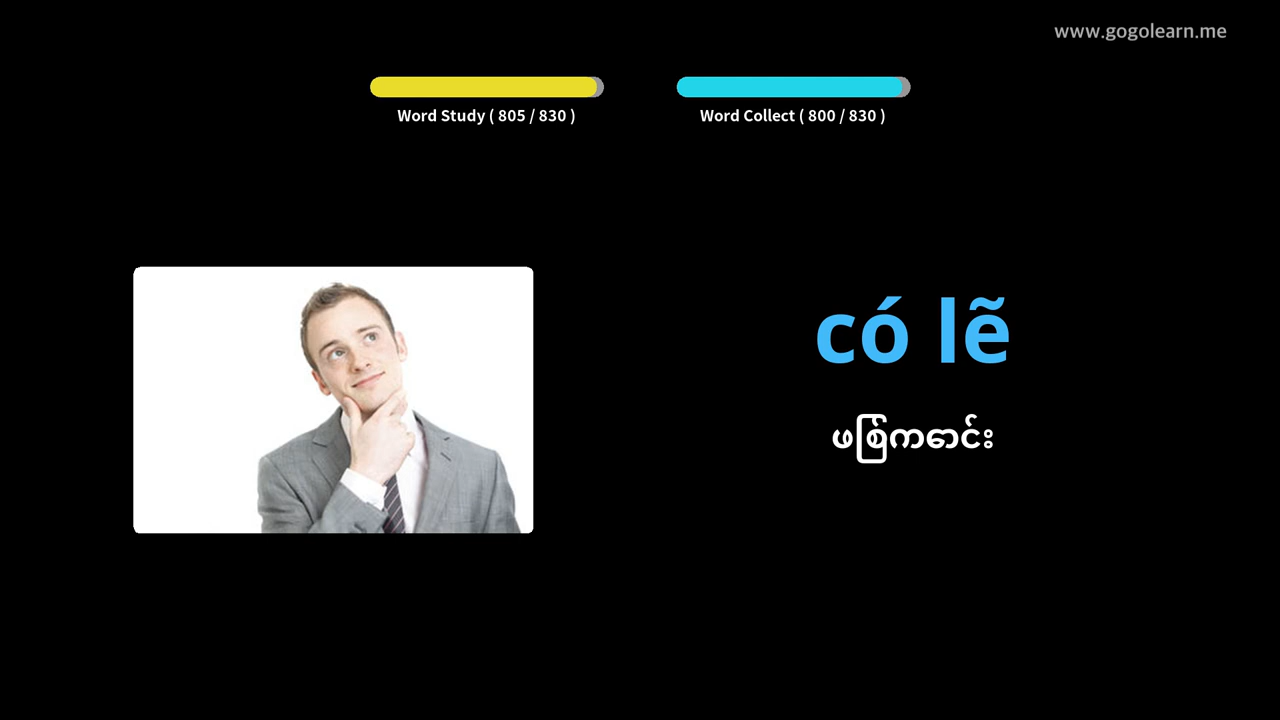 www.gogolearn.me
Word Study ( 805 / 830 )
Word Collect ( 800 / 830 )
có lẽ
ဖစ်ြကာင်း